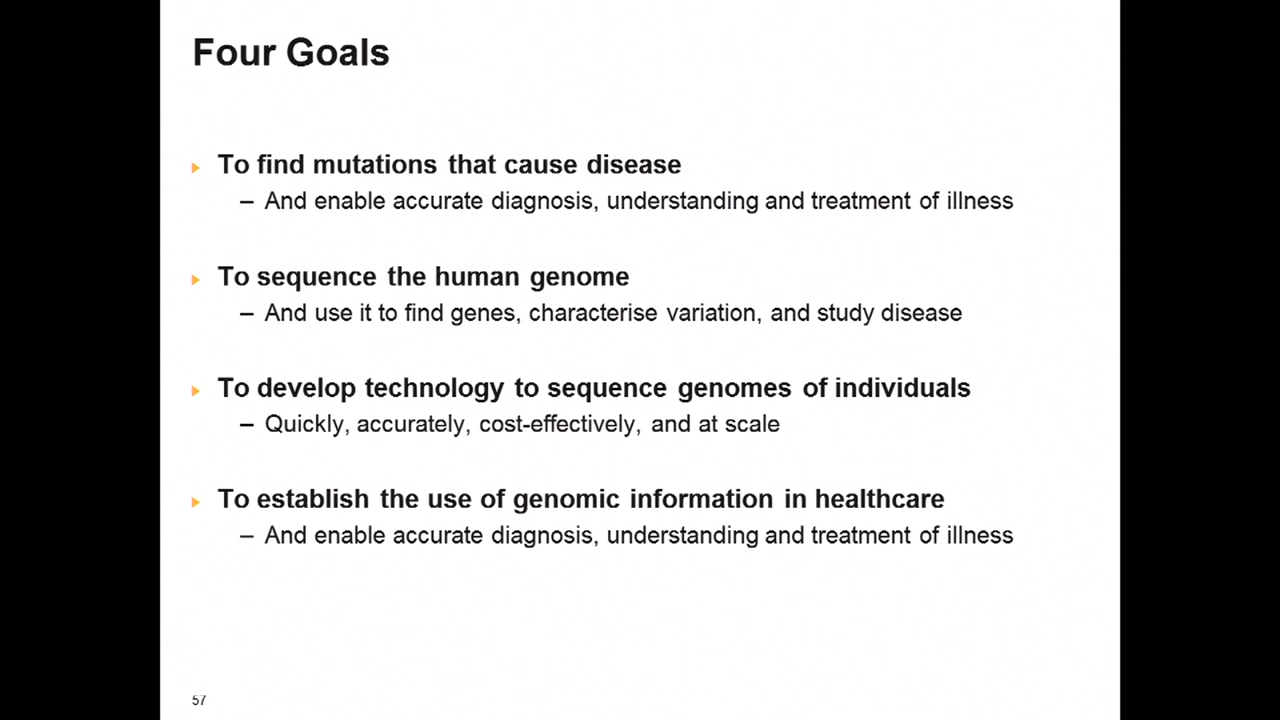 Four Goals
To find mutations that cause disease
– And enable accurate diagnosis, understanding and treatment of illness
To sequence the human genome
– And use it to find genes, characterise variation, and study disease
To develop technology to sequence genomes of individuals
– Quickly, accurately, cost-effectively, and at scale
To establish the use of genomic information in healthcare
– And enable accurate diagnosis, understanding and treatment of illness
57